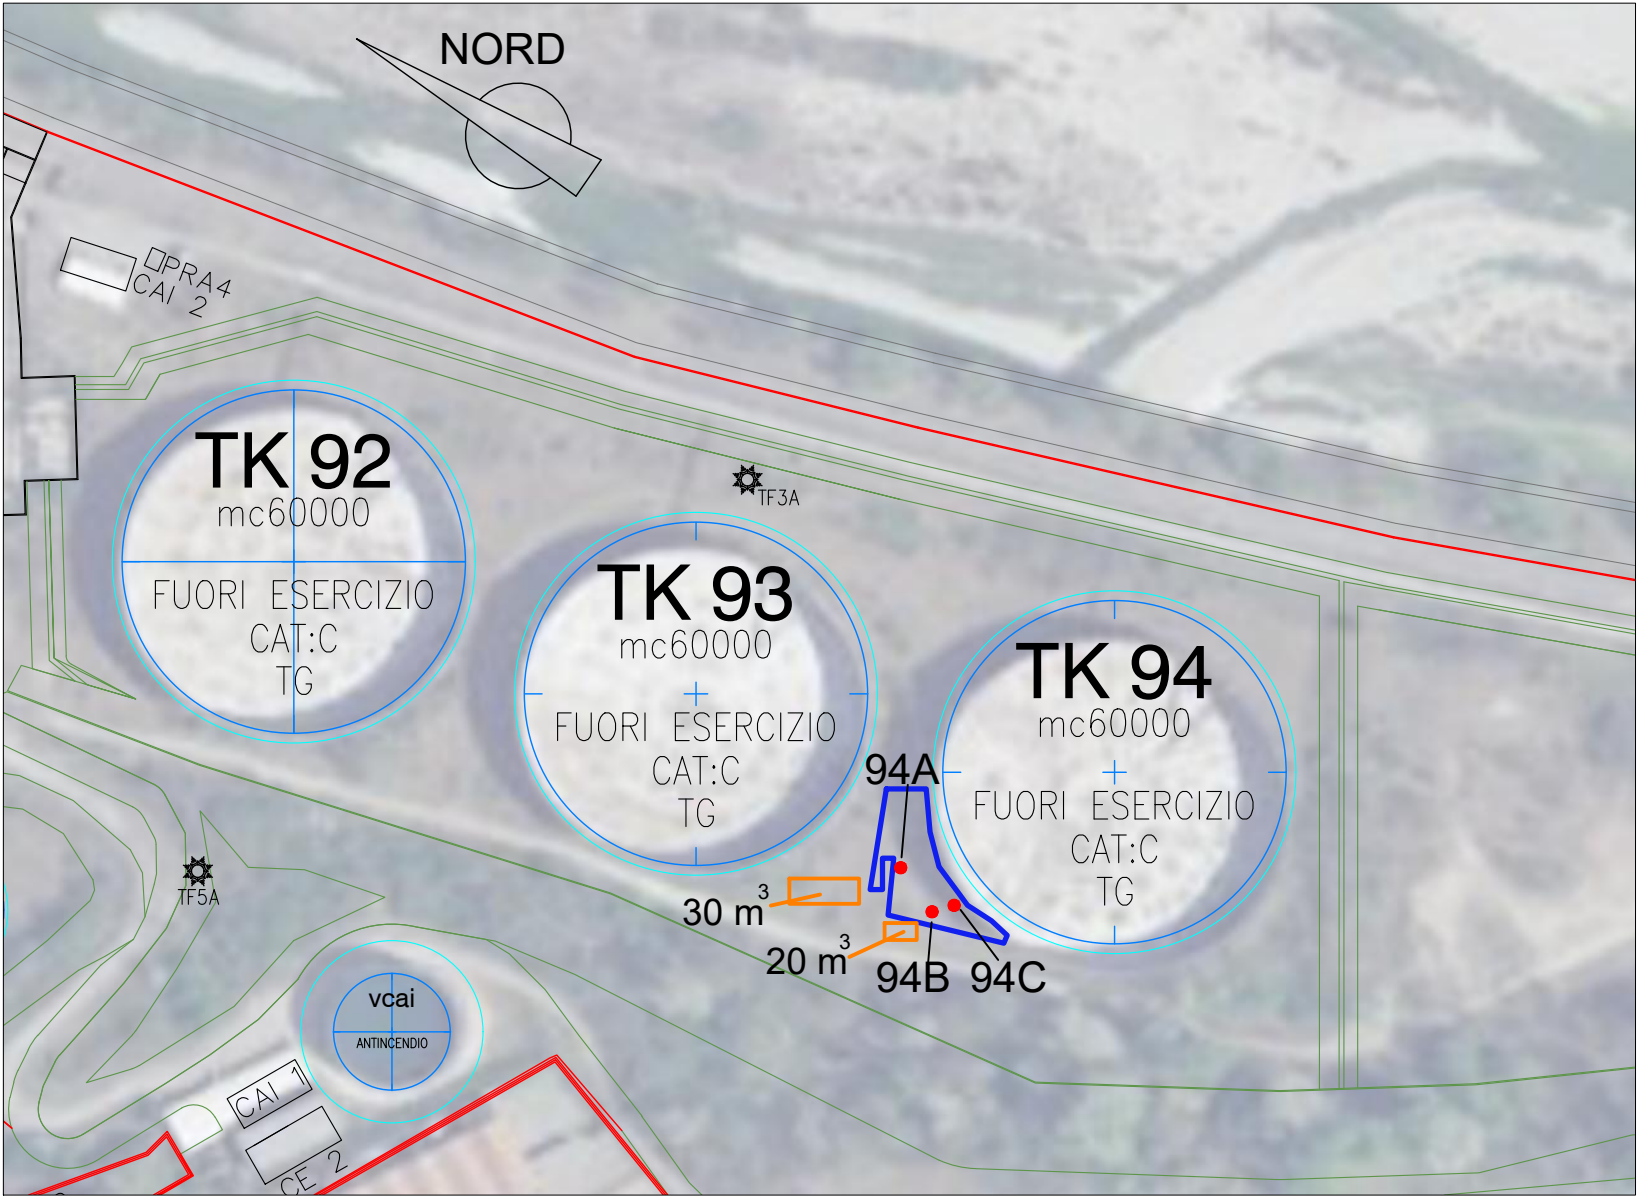 NORD
PRA4
CAI 2
TK 92
mc60000
FUORI ESERCIZIO
CAT:C
TG
TF3A
TK 93
mc60000
FUORI ESERCIZIO
CAT:C
TG
TK 94
mc60000
FUORI ESERCIZIO
CAT:C
TG
94A
TF5A
30 m³
20 m³
94B
94C
vcai
ANTINCENDIO
CAI 1
CE 2